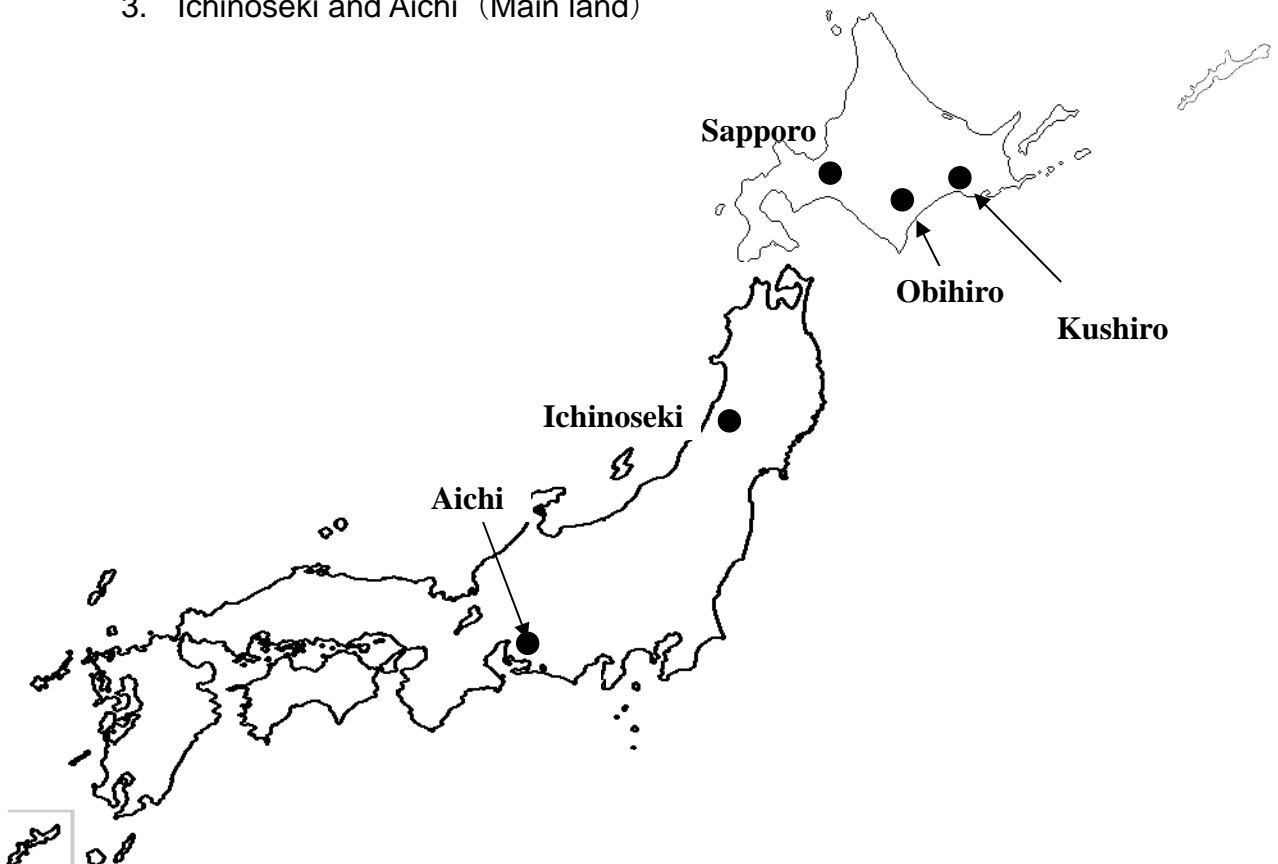 3. Ichinoseki and Aichi（Main land）
Sapporo
Obihiro
Kushiro
Ichinoseki
Aichi